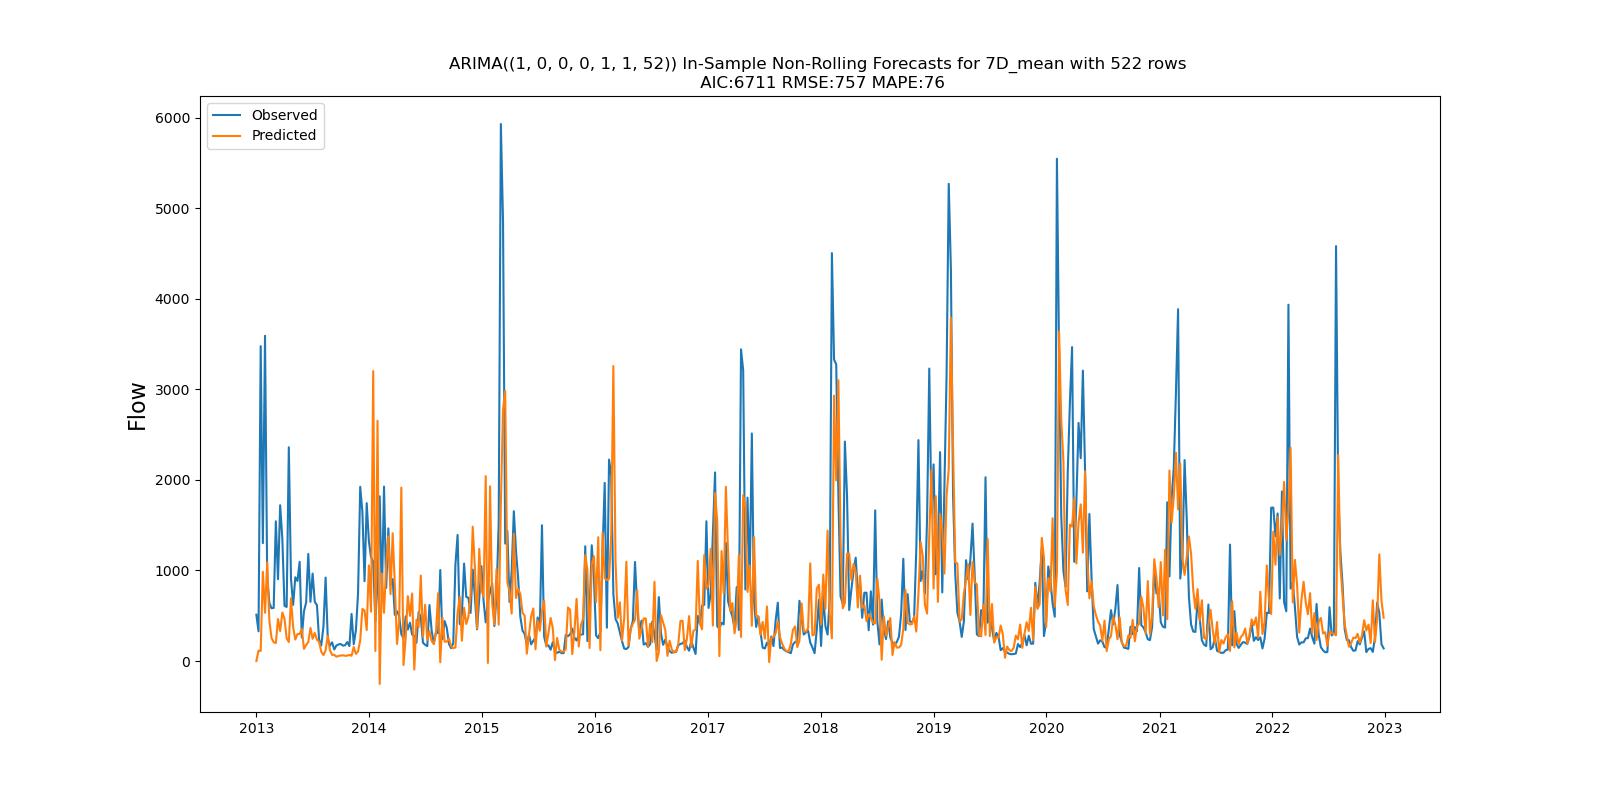 ARIMA((1, 0, 0, 0, 1, 1, 52)) In-Sample Non-Rolling Forecasts for 7D_mean with 522 rows
AIC:6711 RMSE:757 MAPE:76
Observed
Predicted
Flow
6000
5000
4000
3000
2000
1000
0
2013 2014 2015 2016 2017 2018 2019 2020 2021 2022 2023